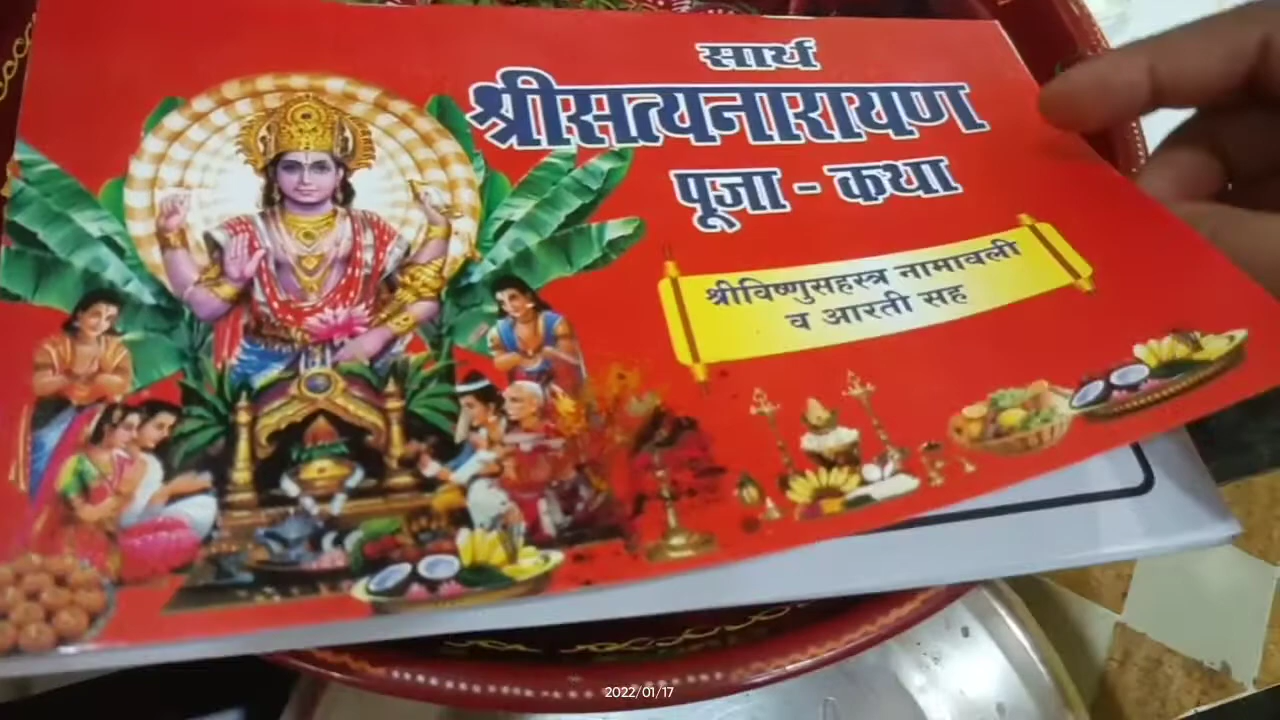 सार्थ
श्रीसत्यनारायण
पूजा - कथा
श्रीविष्णुसहस्त्र नामावली
व आरती सह
2022/01/17